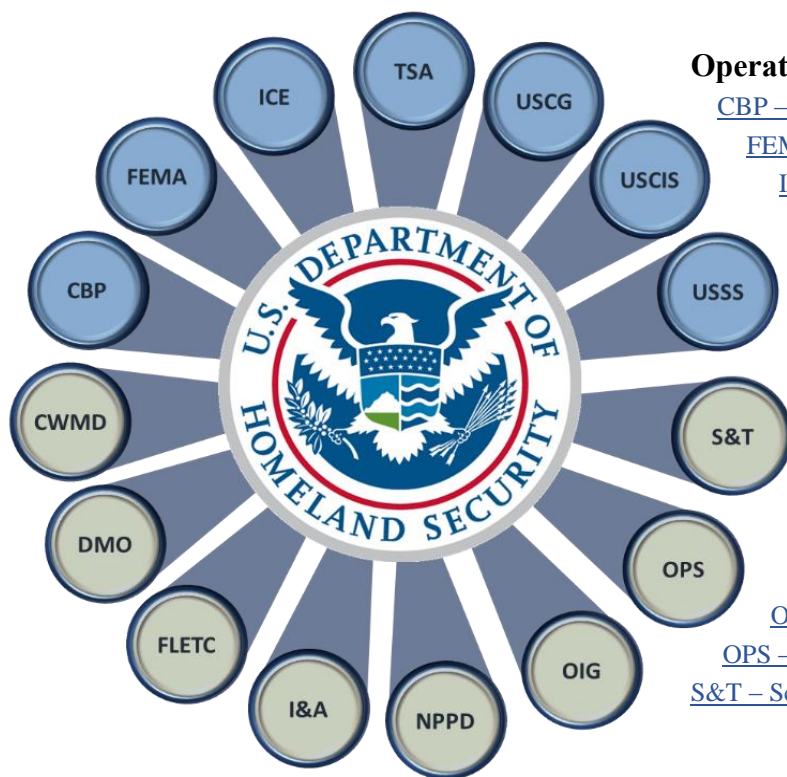 TSA
ICE
USCG
Operat
CBP –
FEMA
USCIS
FEM
I
CBP
USSS
U.S. DEPARTMENT OF
HOMELAND SECURITY
CWMD
S&T
DMO
OPS
FLETC
O
OPS –
OIG
S&T – Sc
I&A
NPPD